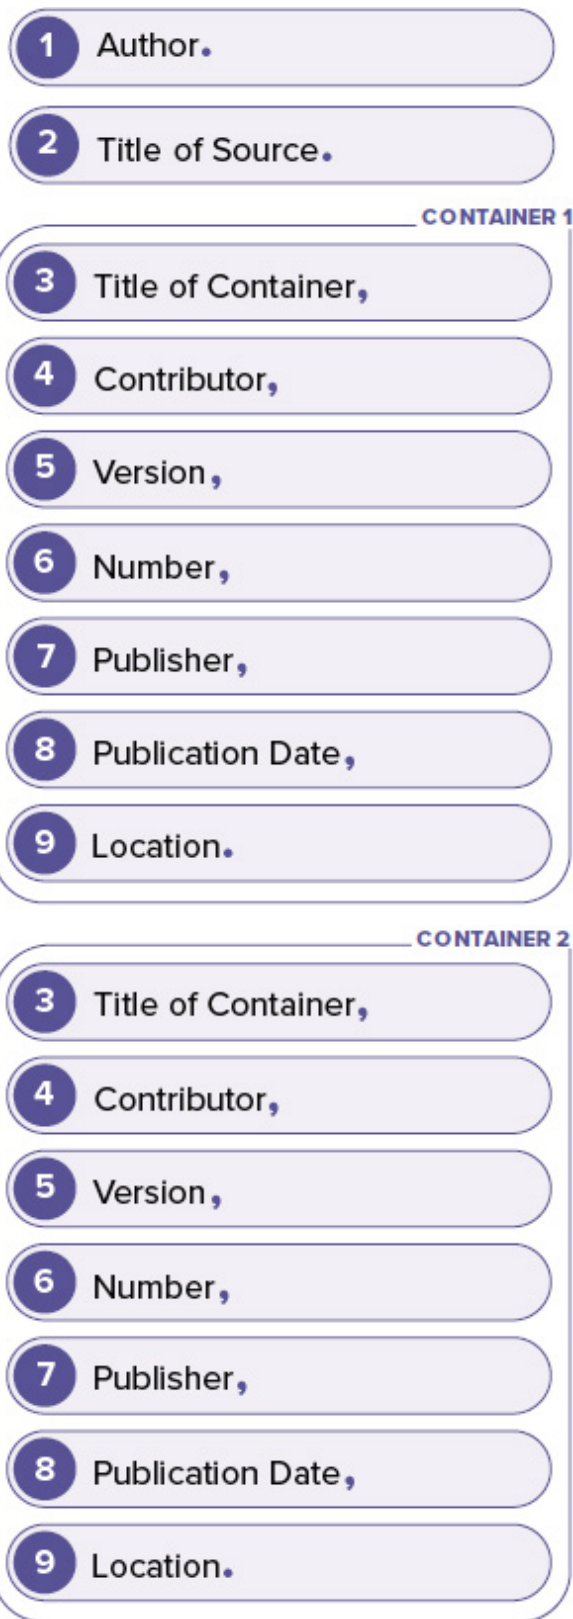 1 Author.
2 Title of Source.
CONTAINER 1
3 Title of Container,
4 Contributor,
5 Version,
6 Number,
7 Publisher,
8 Publication Date,
9 Location.
CONTAINER 2
3 Title of Container,
4 Contributor,
5 Version,
6 Number,
7 Publisher,
8 Publication Date,
9 Location.